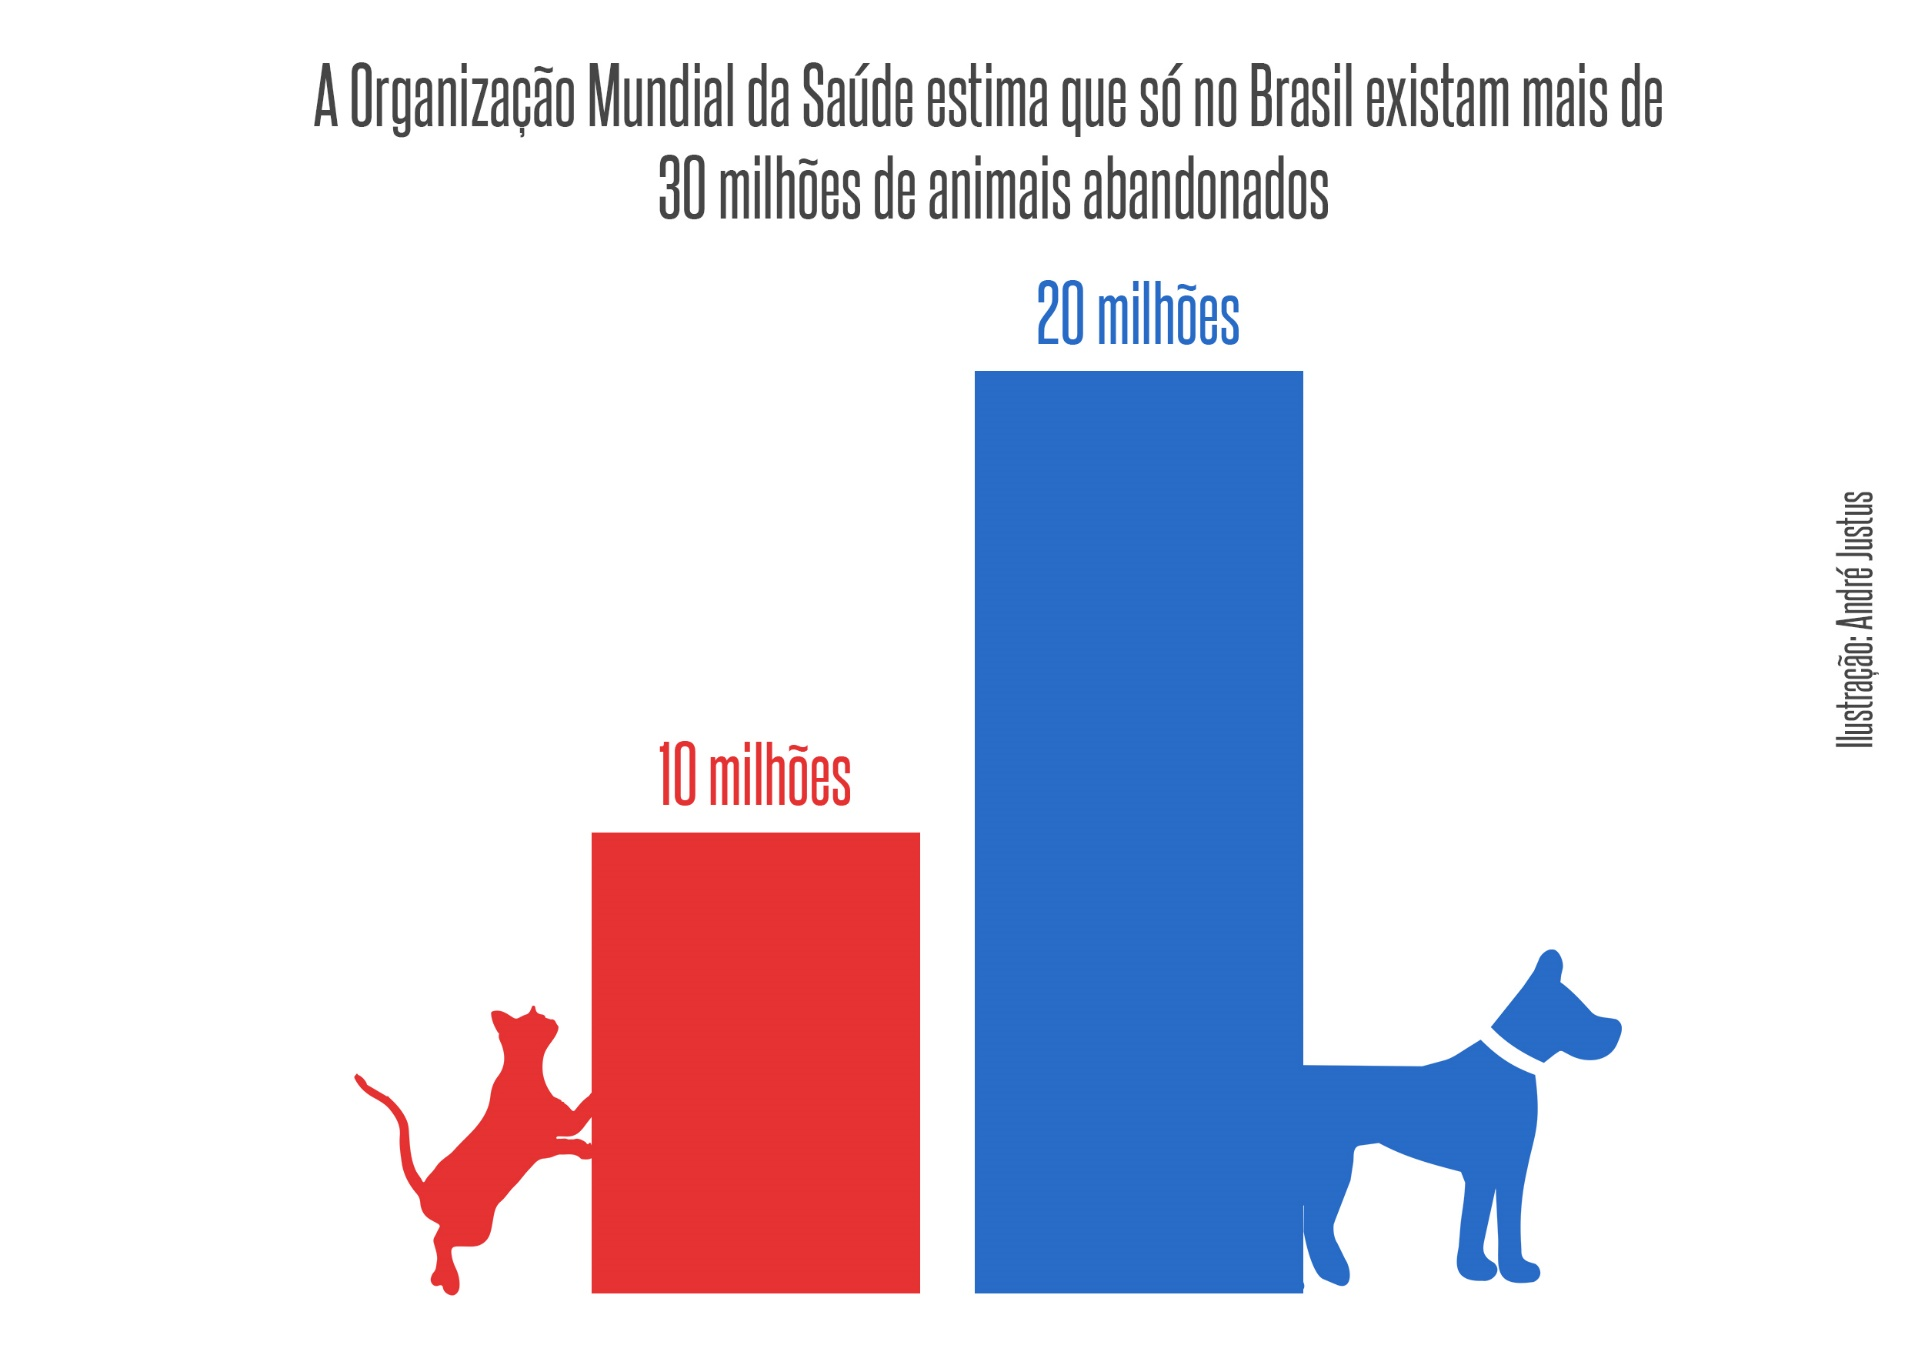 A Organização Mundial da Saúde estima que só no Brasil existam mais de
30 milhões de animais abandonados
20 milhões
10 milhões
Ilustração: André Justus